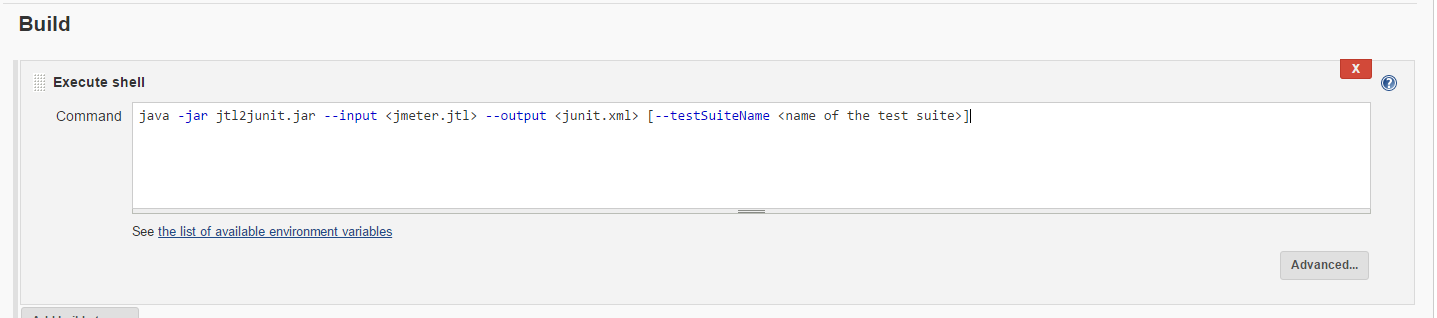 Build
Execute shell
X
Command
java -jar jtl2junit.jar --input <jmeter.jtl> --output <junit.xml> [--testSuiteName <name of the test suite>]
See the list of available environment variables
Advanced...